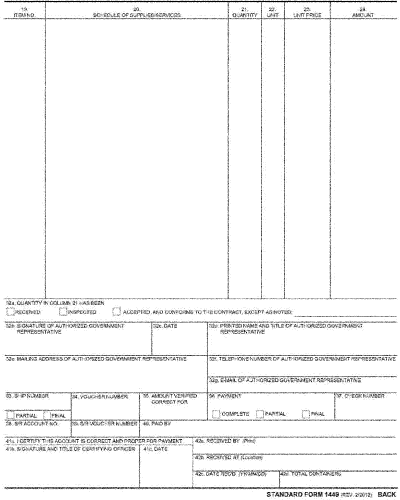 19.
ITEM NO.
20.
SCHEDULE OF SUPPLIES/SERVICES
21.
QUANTITY
22.
UNIT
23.
UNIT PRICE
24.
AMOUNT
32a. QUANTITY IN COLUMN 21 HAS BEEN
RECEIVED INSPECTED ACCEPTED, AND CONFORMS TO THE CONTRACT, EXCEPT AS NOTED:
32b. SIGNATURE OF AUTHORIZED GOVERNMENT
REPRESENTATIVE
32c. DATE
32d. PRINTED NAME AND TITLE OF AUTHORIZED GOVERNMENT
REPRESENTATIVE
32e. MAILING ADDRESS OF AUTHORIZED GOVERNMENT REPRESENTATIVE
32f. TELEPHONE NUMBER OF AUTHORIZED GOVERNMENT REPRESENTATIVE
32g. E-MAIL OF AUTHORIZED GOVERNMENT REPRESENTATIVE
33. SHIP NUMBER
PARTIAL FINAL
34. VOUCHER NUMBER
35. AMOUNT VERIFIED
CORRECT FOR
36. PAYMENT
COMPLETE PARTIAL FINAL
37. CHECK NUMBER
38. S/R ACCOUNT NO.
39. S/R VOUCHER NUMBER
40. PAID BY
41a. I CERTIFY THIS ACCOUNT IS CORRECT AND PROPER FOR PAYMENT
41b. SIGNATURE AND TITLE OF CERTIFYING OFFICER
41c. DATE
42a. RECEIVED BY (Print)
42b. RECEIVED AT (Location)
42c. DATE REC'D (YY/MM/DD)
42d. TOTAL CONTAINERS
STANDARD FORM 1449 (REV. 2/2012) BACK